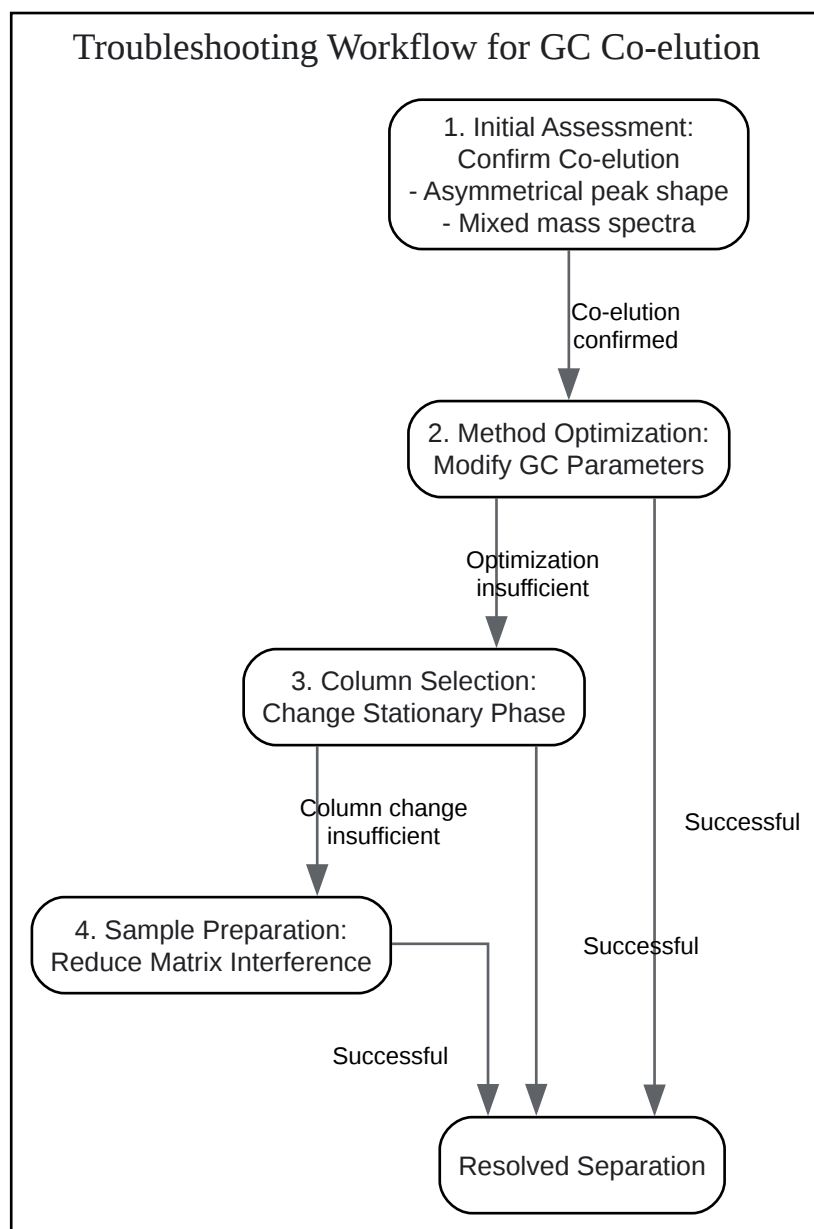 Troubleshooting Workflow for GC Co-elution
1. Initial Assessment:
Confirm Co-elution
- Asymmetrical peak shape
- Mixed mass spectra
Co-elution
confirmed
2. Method Optimization:
Modify GC Parameters
Optimization
insufficient
3. Column Selection:
Change Stationary Phase
Column change
insufficient
Successful
4. Sample Preparation:
Reduce Matrix Interference
Successful
Successful
Resolved Separation